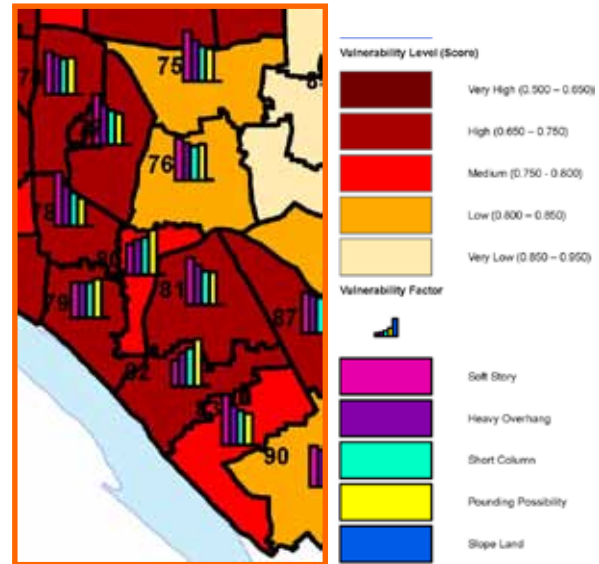 75
76
81
79
87
82
90
Vulnerability Level (Score)
Very High (0.500 – 0.650)
High (0.650 – 0.750)
Medium (0.750 - 0.800)
Low (0.800 – 0.850)
Very Low (0.850 – 0.950)
Vulnerability Factor
Soft Story
Heavy Overhang
Short Column
Pounding Possibility
Slope Land